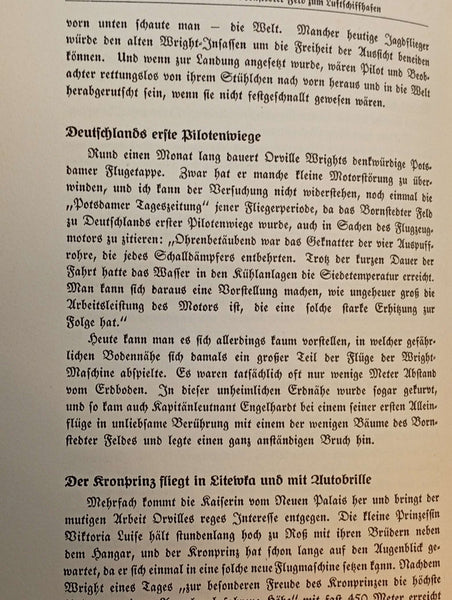 Feld zum Luftschiffhafen
vorn unten schaute man — die Welt. Mancher heutige Jagdflieger
würde den alten Wright-Insassen um die Freiheit der Aussicht beneiden
können. Und wenn zur Landung angesetzt wurde, wären Pilot und Beob-
achter rettungslos von ihrem Stühlchen nach vorn heraus und in die Welt
herabgerutscht sein, wenn sie nicht festgeschnallt gewesen wären.
Deutschlands erste Pilotenwiege
Rund einen Monat lang dauert Orville Wrights denkwürdige Pots-
damer Flugetappe. Zwar hat er manche kleine Motorstörung zu über-
winden, und ich kann der Versuchung nicht widerstehen, noch einmal die
„Potsdamer Tageszeitung“ jener Fliegerperiode, da das Bornstedter Feld
zu Deutschlands erster Pilotenwiege wurde, auch in Sachen des Flugzeug-
motors zu zitieren: „Ohrenbetäubend war das Geknatter der vier Auspuff-
rohre, die jedes Schalldämpfers entbehrten. Trotz der kurzen Dauer der
Fahrt hatte das Wasser in den Kühlanlagen die Siedetemperatur erreicht.
Man kann sich daraus eine Vorstellung machen, wie ungeheuer groß die
Arbeitsleistung des Motors ist, die eine solche starke Erhitzung zur
Folge hat.“
Heute kann man es sich allerdings kaum vorstellen, in welcher gefähr-
lichen Bodennähe sich damals ein großer Teil der Flüge der Wright-
Maschine abspielte. Es waren tatsächlich oft nur wenige Meter Abstand
vom Erdboden. In dieser unheimlichen Erdnähe wurde sogar gekurvt,
und so kam auch Kapitänleutnant Engelhardt bei einem seiner ersten Allein-
flüge in unliebsame Berührung mit einem der wenigen Bäume des Born-
stedter Feldes und legte einen ganz anständigen Bruch hin.
Der Kronprinz fliegt in Litewka und mit Autobrille
Mehrfach kommt die Kaiserin vom Neuen Palais her und bringt der
mutigen Arbeit Orvilles reges Interesse entgegen. Die kleine Prinzessin
Viktoria Luise hält stundenlang hoch zu Roß mit ihren Brüdern neben
dem Hangar, und der Kronprinz hat schon lange auf den Augenblick ge-
wartet, da er sich einmal in eine solche neue Flugmaschine setzen kann. Nachdem
Wright eines Tages „zur besonderen Freude des Kronprinzen die höchste
Höhe“ mit fast 450 Meter erreicht